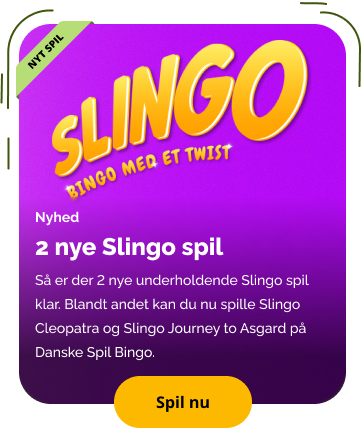 NYT SPIL
SLINGO
BINGO MED ET TWIST
Nyhed
2 nye Slingo spil
Så er der 2 nye underholdende Slingo spil
klar. Blandt andet kan du nu spille Slingo
Cleopatra og Slingo Journey to Asgard på
Danske Spil Bingo.
Spil nu